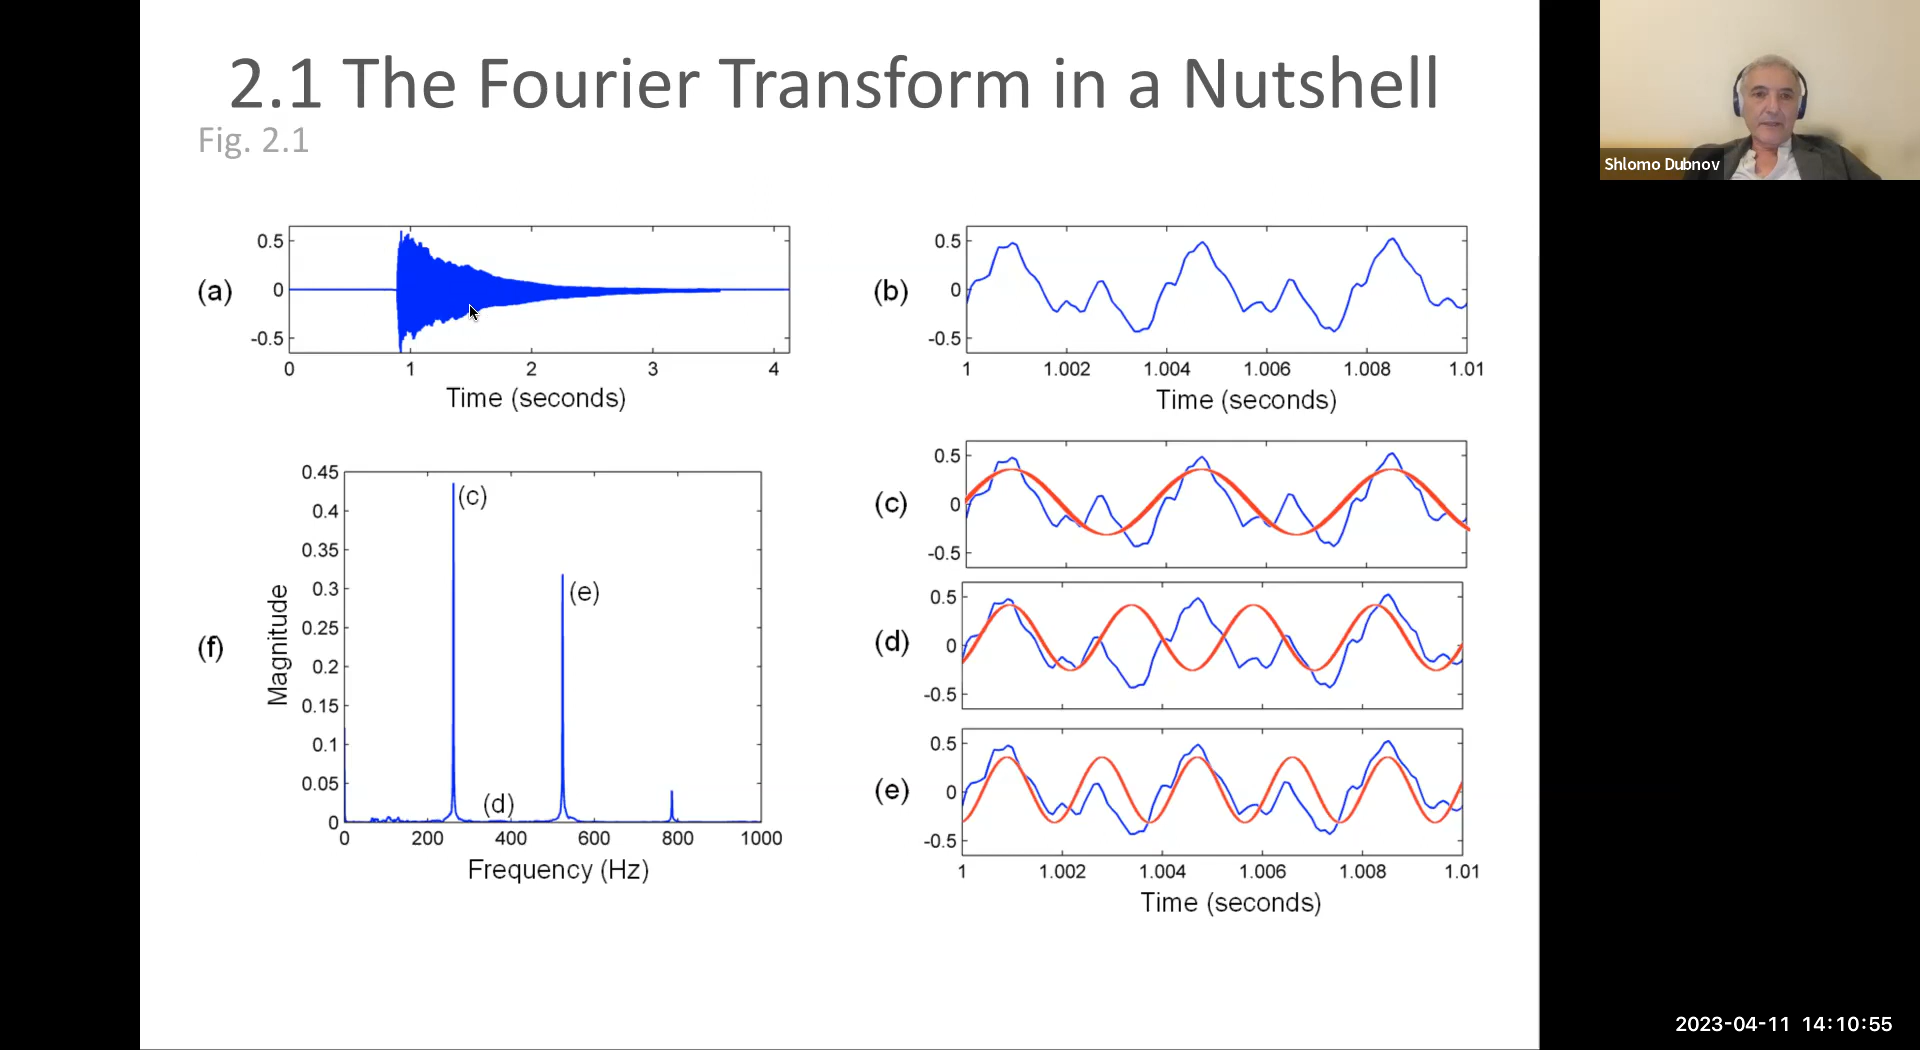 2.1 The Fourier Transform in a Nutshell
Fig. 2.1
Shlomo Dubnov
(a)
0.5
0
-0.5
0 1 2 3 4
Time (seconds)
(b)
0.5
0
-0.5
1 1.002 1.004 1.006 1.008 1.01
Time (seconds)
(f)
Magnitude
0.45
0.4
0.35
0.3
0.25
0.2
0.15
0.1
0.05
0
(c)
(e)
(d)
0 200 400 600 800 1000
Frequency (Hz)
(c)
0.5
0
-0.5
(d)
0.5
0
-0.5
(e)
0.5
0
-0.5
1 1.002 1.004 1.006 1.008 1.01
Time (seconds)
2023-04-11 14:10:55